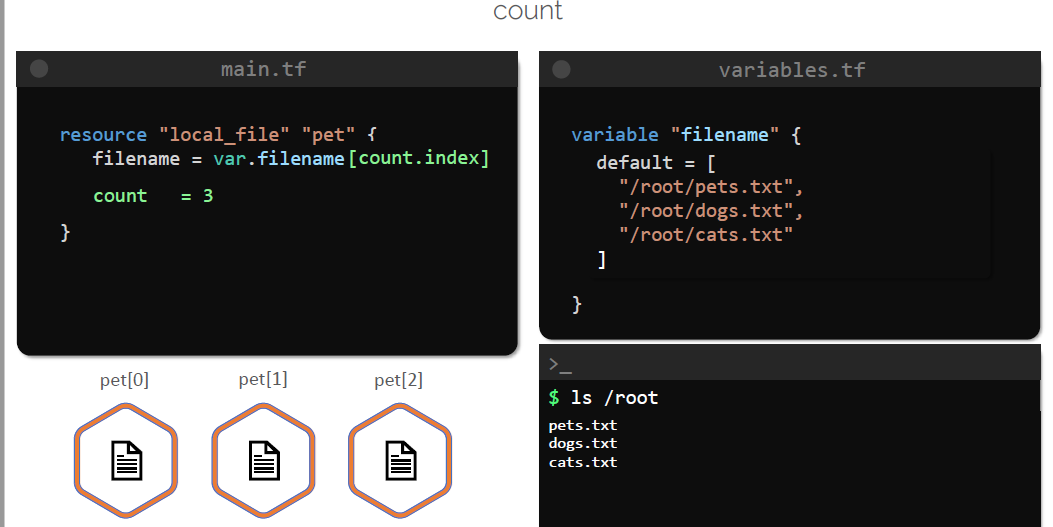 count
main.tf
resource "local_file" "pet" {
filename = var.filename[count.index]
count = 3
}
variables.tf
variable "filename" {
default = [
"/root/pets.txt",
"/root/dogs.txt",
"/root/cats.txt"
]
}
pet[0]
pet[1]
pet[2]
>_
$ ls /root
pets.txt
dogs.txt
cats.txt